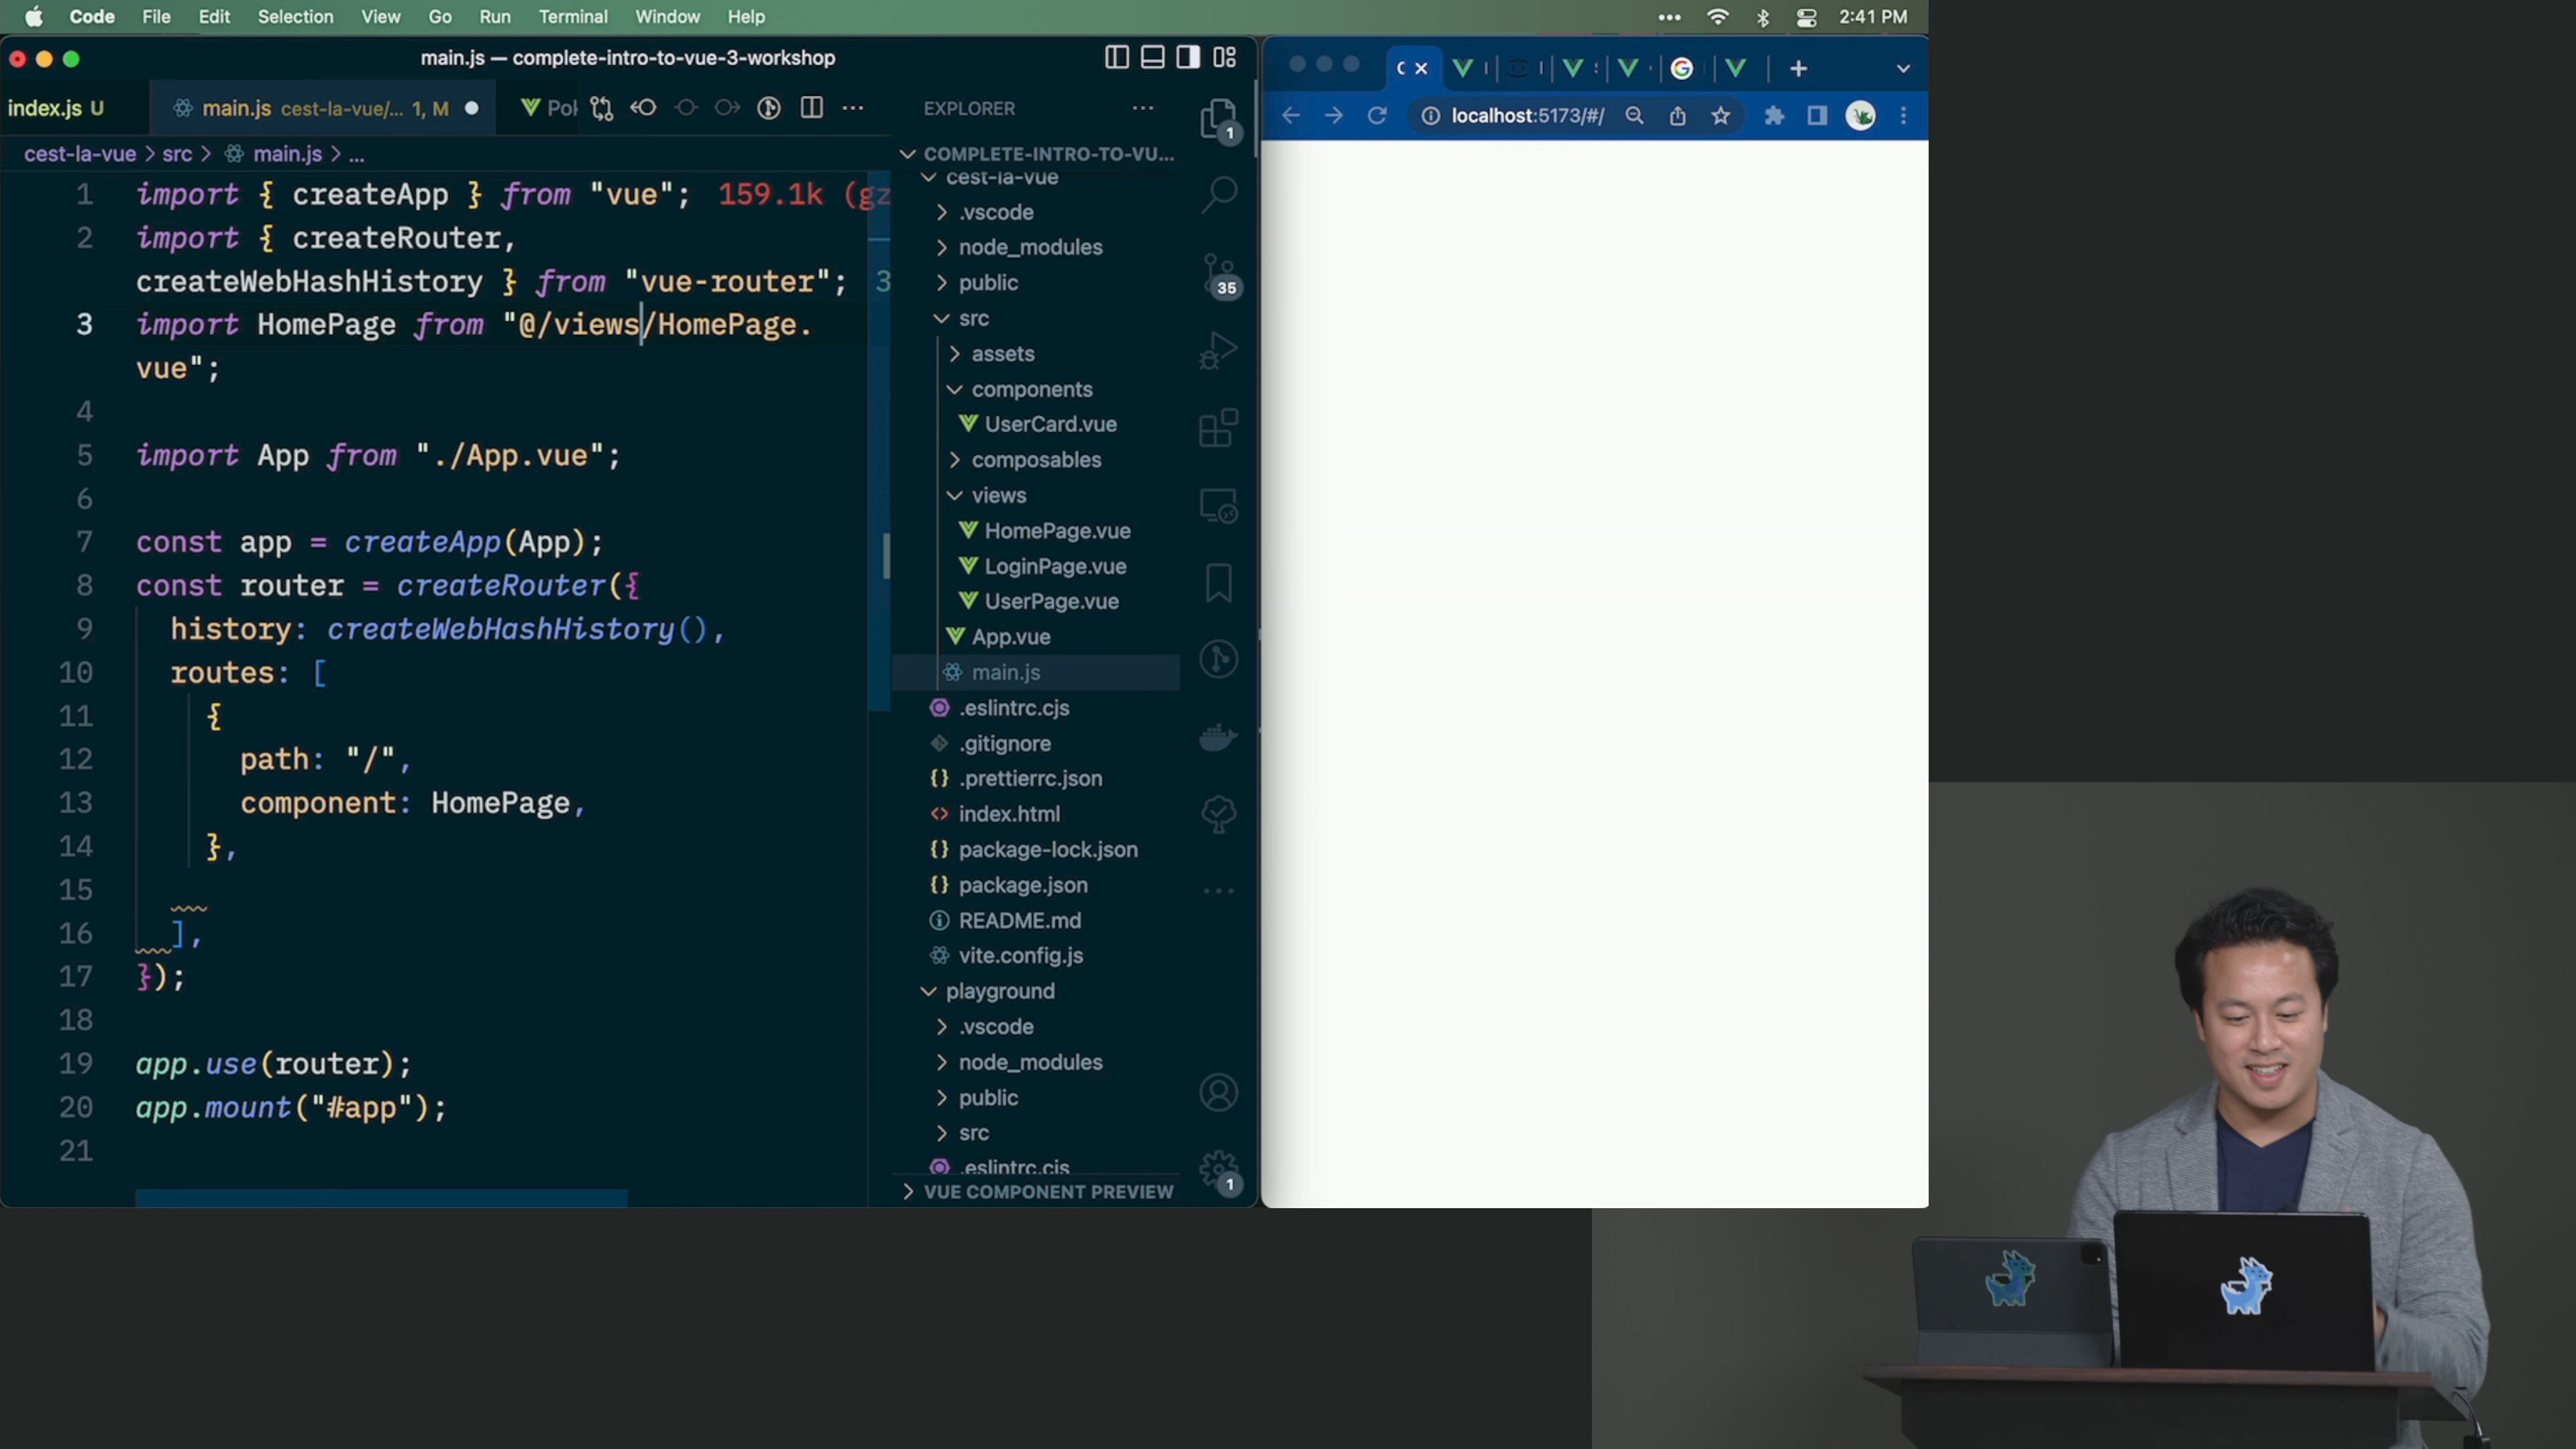 Code File Edit Selection View Go Run Terminal Window Help 2:41 PM
main.js — complete-intro-to-vue-3-workshop
index.js U main.js cest-la-vue/... 1, M
cest-la-vue > src > main.js > ...
1 import { createApp } from "vue"; 159.1k (gz
2 import { createRouter,
createWebHashHistory } from "vue-router"; 3
3 import HomePage from "@/views/HomePage.
vue";
4
5 import App from "./App.vue";
6
7 const app = createApp(App);
8 const router = createRouter({
9 history: createWebHashHistory(),
10 routes: [
11 {
12 path: "/",
13 component: HomePage,
14 },
15
16 ],
17 });
18
19 app.use(router);
20 app.mount("#app");
21
EXPLORER
COMPLETE-INTRO-TO-VU...
cest-la-vue
.vscode
node_modules
public
src
assets
components
UserCard.vue
composables
views
HomePage.vue
LoginPage.vue
UserPage.vue
App.vue
main.js
.eslintrc.cjs
.gitignore
.prettierrc.json
index.html
package-lock.json
package.json
README.md
vite.config.js
playground
.vscode
node_modules
public
src
.eslintrc.cjs
VUE COMPONENT PREVIEW
1
35
1
localhost:5173/#/